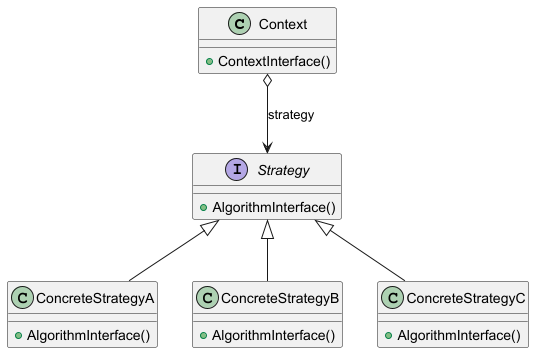 C Context
ContextInterface()
strategy
I Strategy
AlgorithmInterface()
C ConcreteStrategyA
AlgorithmInterface()
C ConcreteStrategyB
AlgorithmInterface()
C ConcreteStrategyC
AlgorithmInterface()